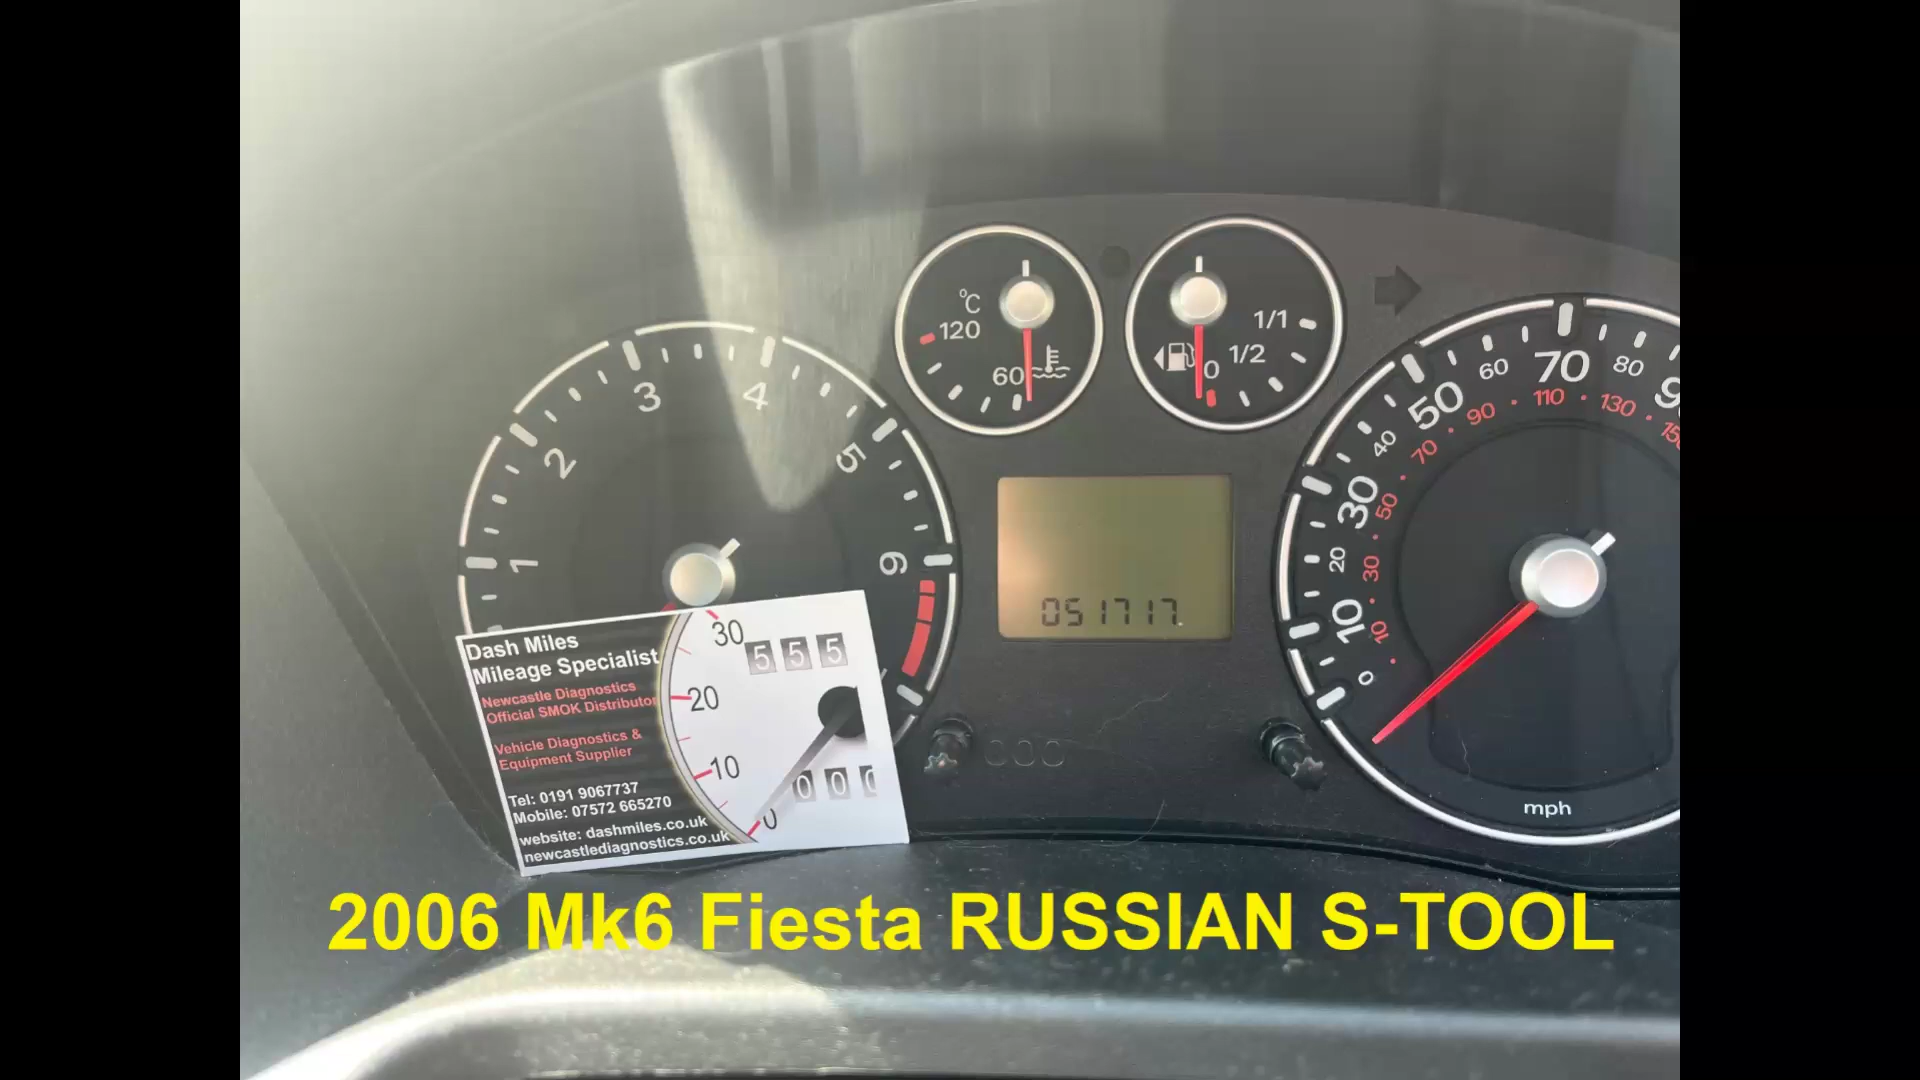 °C
120
60
0
1/2
1/1
1
2
3
4
5
6
051717
0
10
20
30
40
50
60
70
80
10
30
50
70
90
110
130
mph
Dash Miles
Mileage Specialist
Newcastle Diagnostics
Official SMOK Distributor
Vehicle Diagnostics &
Equipment Supplier
Tel: 0191 9067737
Mobile: 07572 665270
website: dashmiles.co.uk
newcastlediagnostics.co.uk
30
20
10
0
555
000
2006 Mk6 Fiesta RUSSIAN S-TOOL